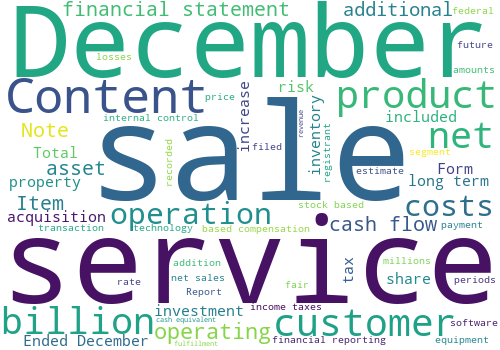 financial statement additional federal
December future
losses amounts
Content price increase risk product
internal control included
Note recorded filed sale revenue inventory registrant net
Total estimate segment
asset Form
property long term
Item stock based costs
acquisition operation cash flow
transaction technology based compensation payment
service
addition fair tax millions
rate net sales share periods
Report
billion investment income taxes customer
cash equivalent software
operating
Ended December fulfillment financial reporting equipment